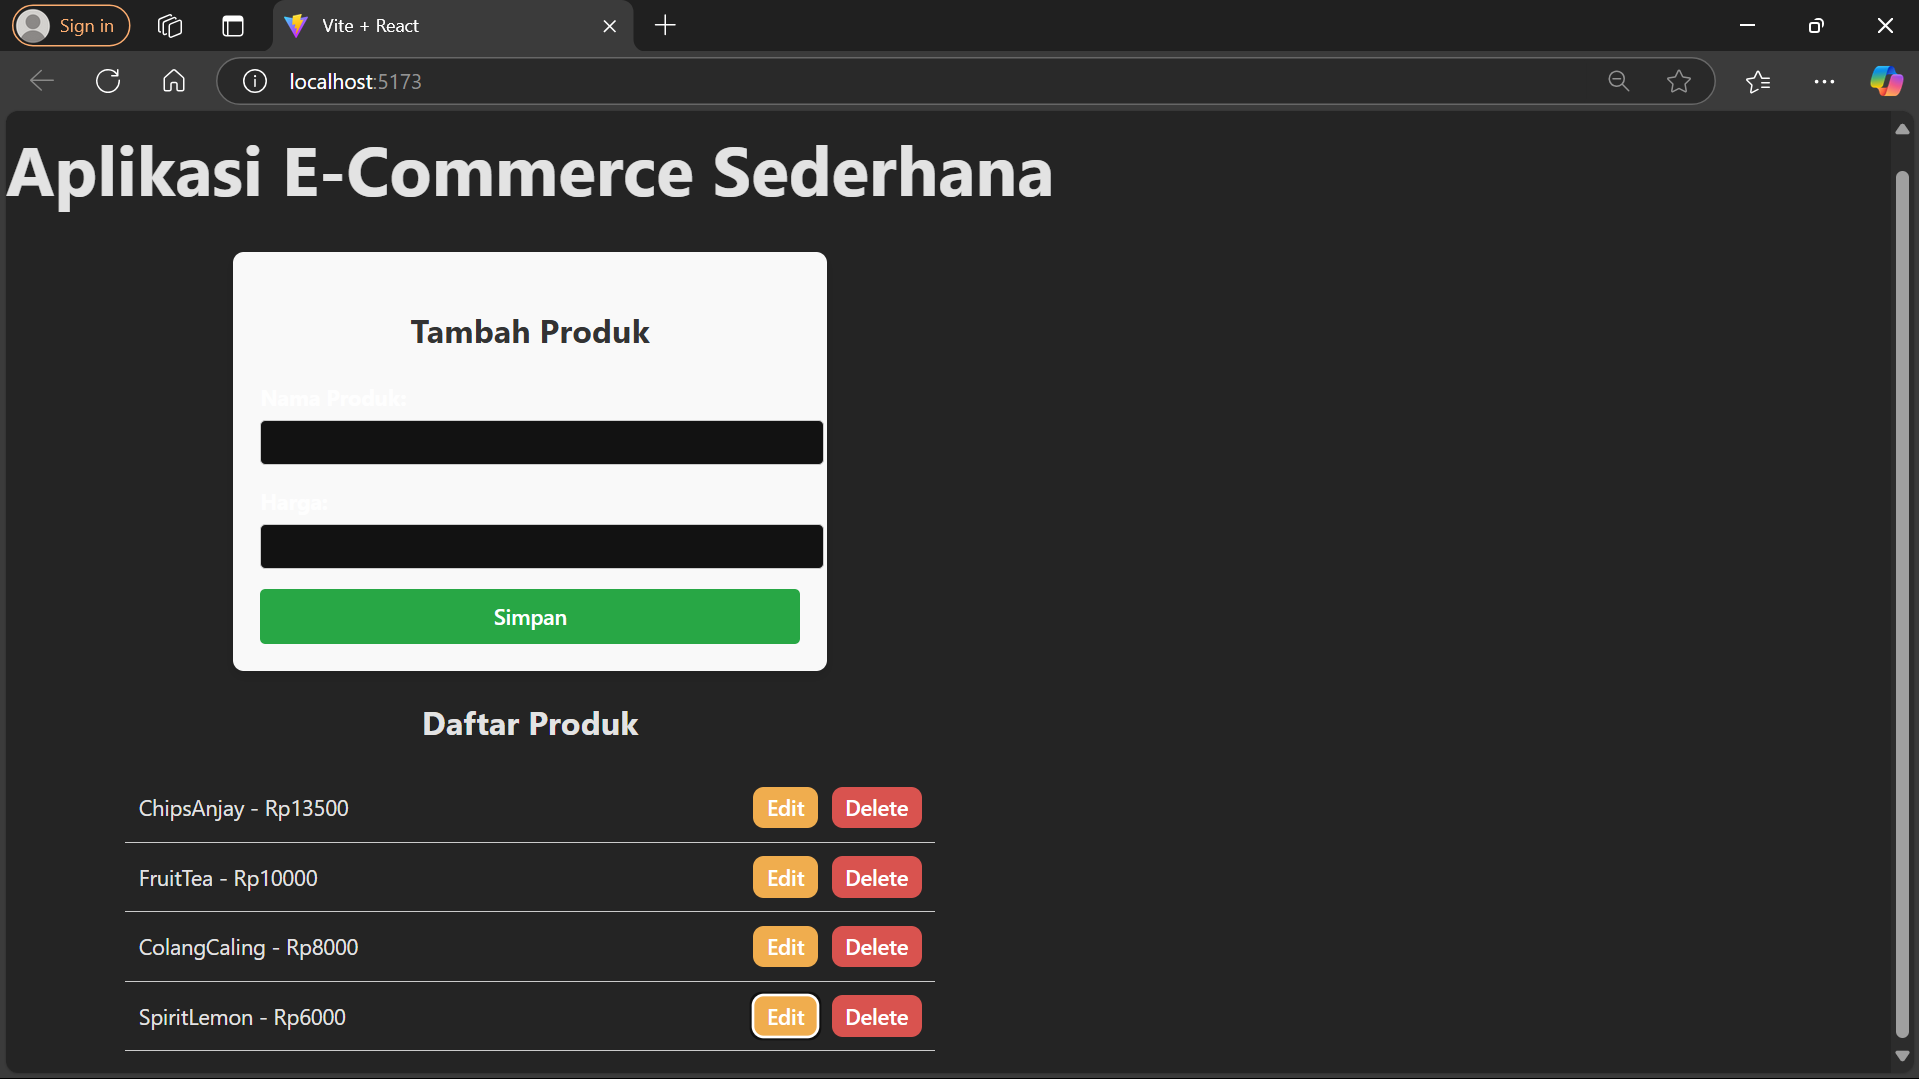 Sign in
Vite + React
localhost:5173
Aplikasi E-Commerce Sederhana
Tambah Produk
Nama Produk:
Harga:
Simpan
Daftar Produk
ChipsAnjay - Rp13500 Edit Delete
FruitTea - Rp10000 Edit Delete
ColangCaling - Rp8000 Edit Delete
SpiritLemon - Rp6000 Edit Delete